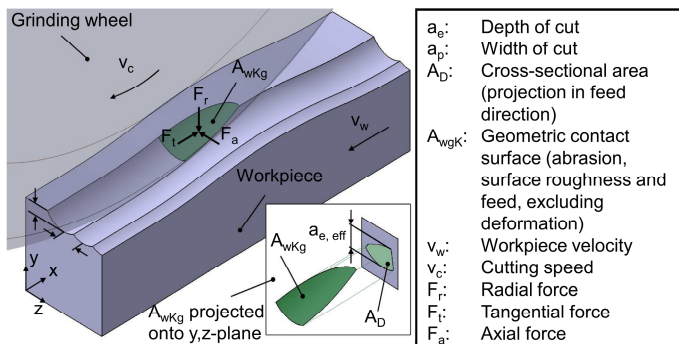 Grinding wheel
v_c
A_wKg
F_r
F_t
F_a
v_w
Workpiece
y
x
z
A_wKg projected
onto y,z-plane
A_wKg
a_e, eff
A_D
a_e: Depth of cut
a_p: Width of cut
A_D: Cross-sectional area
(projection in feed
direction)
A_wgK: Geometric contact
surface (abrasion,
surface roughness and
feed, excluding
deformation)
v_w: Workpiece velocity
v_c: Cutting speed
F_r: Radial force
F_t: Tangential force
F_a: Axial force